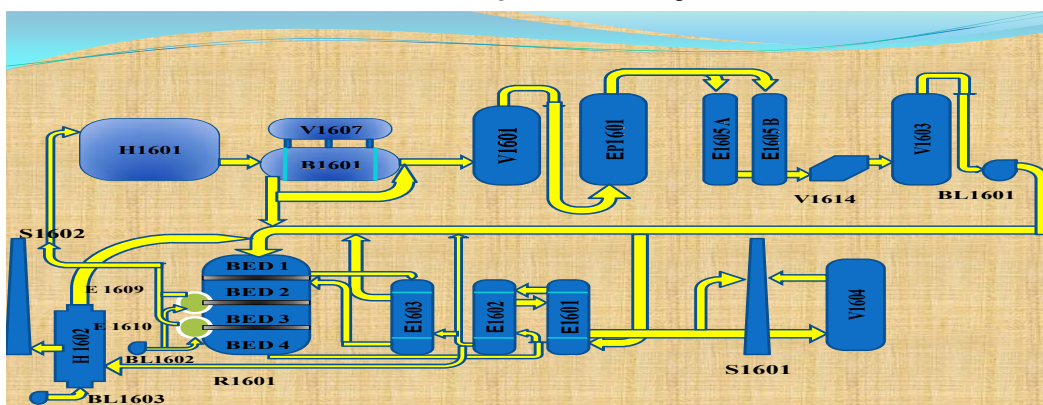 V1607
H1601
B1601
V1601
EP1601
E1605 A
E1605 B
V1603
V1614
BL1601
S1602
BED 1
E 1609
BED 2
E1603
E1602
E1601
V1604
E 1610
BED 3
H 1602
BED 4
BL1602
R1601
S1601
BL1603